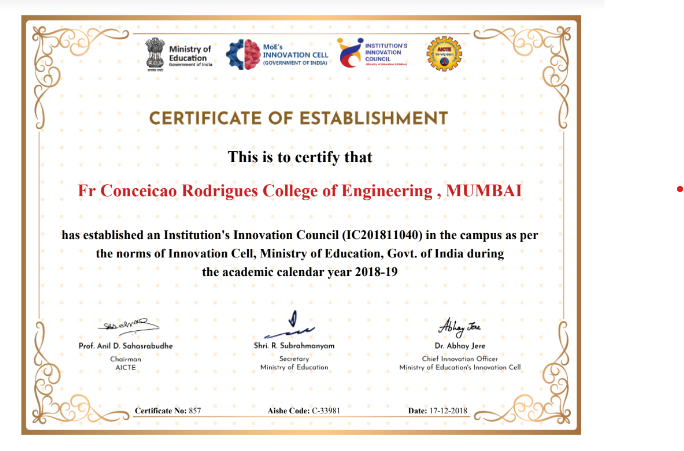 Ministry of
Education
Government of India
MoE's
INNOVATION CELL
(GOVERNMENT OF INDIA)
INSTITUTION'S
INNOVATION
COUNCIL
AICTE
CERTIFICATE OF ESTABLISHMENT
This is to certify that
Fr Conceicao Rodrigues College of Engineering , MUMBAI
has established an Institution's Innovation Council (IC201811040) in the campus as per
the norms of Innovation Cell, Ministry of Education, Govt. of India during
the academic calendar year 2018-19
Abhay Jere
Prof. Anil D. Sahasrabudhe
Shri. R. Subrahmanyam
Dr. Abhay Jere
Chairman
Secretary
Chief Innovation Officer
AICTE
Ministry of Education
Ministry of Education's Innovation Cell
Certificate No: 857
Aishe Code: C-33981
Date: 17-12-2018